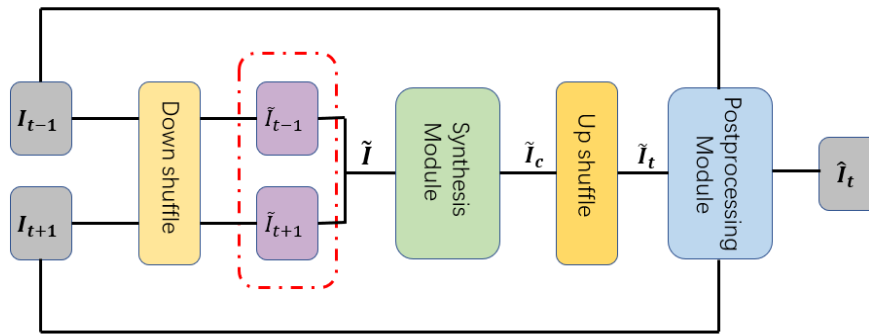 I_{t−1}
I_{t+1}
Down shuffle
Ĩ_{t−1}
Ĩ_{t+1}
Ĩ
Synthesis
Module
Ĩ_c
Up shuffle
Ĩ_t
Postprocessing
Module
Î_t